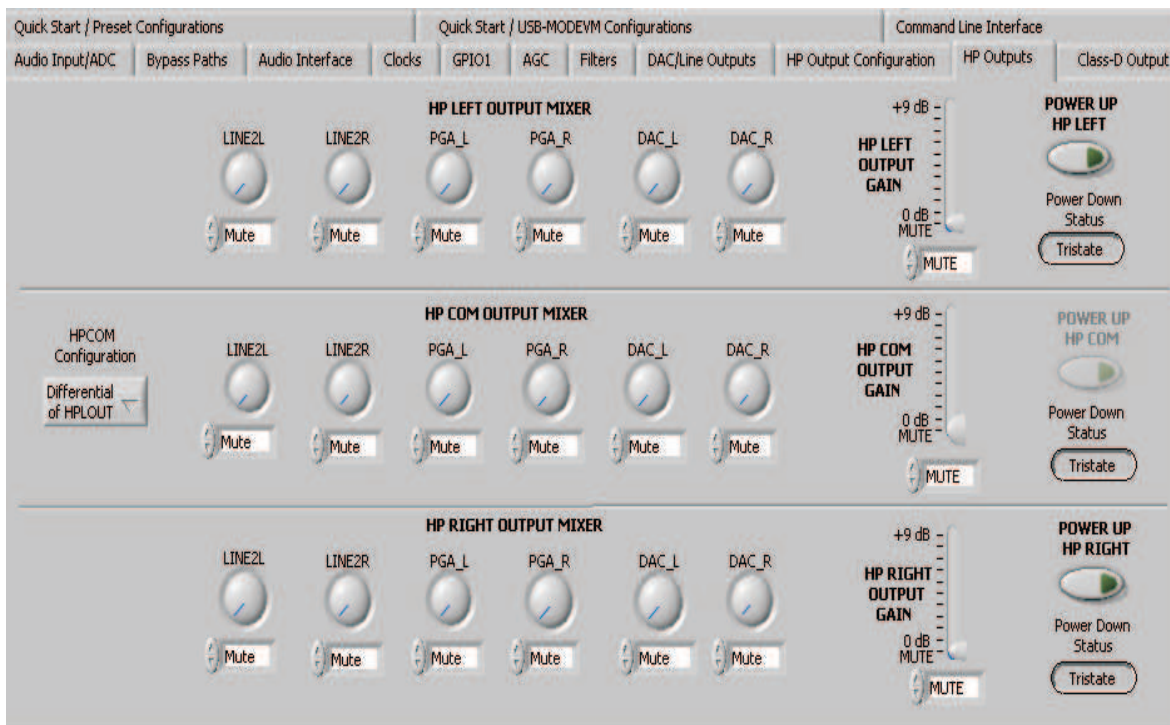 Quick Start / Preset Configurations
Quick Start / USB-MODEVM Configurations
Command Line Interface
Audio Input/ADC
Bypass Paths
Audio Interface
Clocks
GPIO1
AGC
Filters
DAC/Line Outputs
HP Output Configuration
HP Outputs
Class-D Output
HP LEFT OUTPUT MIXER
LINE2L
LINE2R
PGA_L
PGA_R
DAC_L
DAC_R
Mute
Mute
Mute
Mute
Mute
Mute
HP LEFT
OUTPUT
GAIN
+9 dB
0 dB
MUTE
MUTE
POWER UP
HP LEFT
Power Down
Status
Tristate
HPCOM
Configuration
Differential
of HPLOUT
HP COM OUTPUT MIXER
LINE2L
LINE2R
PGA_L
PGA_R
DAC_L
DAC_R
Mute
Mute
Mute
Mute
Mute
Mute
HP COM
OUTPUT
GAIN
+9 dB
0 dB
MUTE
MUTE
POWER UP
HP COM
Power Down
Status
Tristate
HP RIGHT OUTPUT MIXER
LINE2L
LINE2R
PGA_L
PGA_R
DAC_L
DAC_R
Mute
Mute
Mute
Mute
Mute
Mute
HP RIGHT
OUTPUT
GAIN
+9 dB
0 dB
MUTE
MUTE
POWER UP
HP RIGHT
Power Down
Status
Tristate